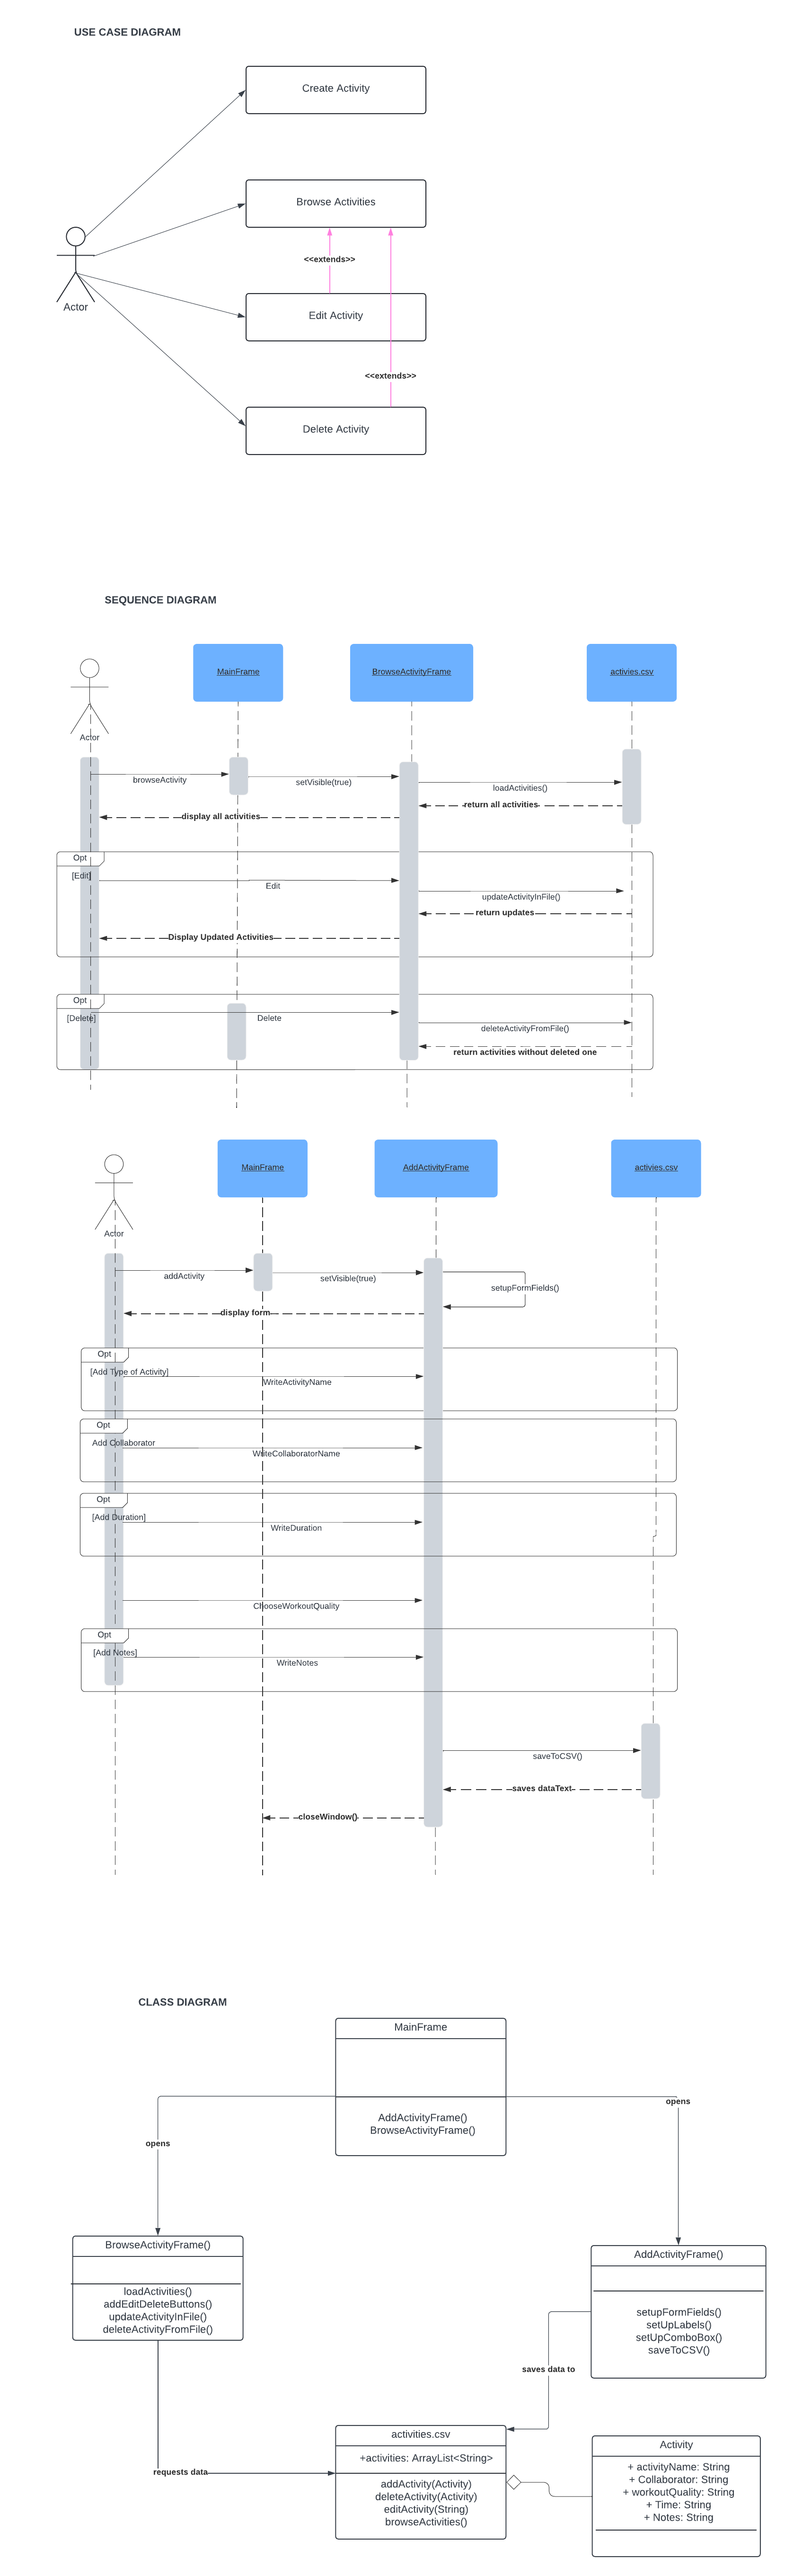 USE CASE DIAGRAM
Create Activity
Browse Activities
<<extends>>
Actor
Edit Activity
<<extends>>
Delete Activity
SEQUENCE DIAGRAM
MainFrame
BrowseActivityFrame
activies.csv
Actor
browseActivity
setVisible(true)
loadActivities()
return all activities
display all activities
Opt
[Edit]
Edit
updateActivityInFile()
return updates
Display Updated Activities
Opt
[Delete]
Delete
deleteActivityFromFile()
return activities without deleted one
MainFrame
AddActivityFrame
activies.csv
Actor
addActivity
setVisible(true)
setupFormFields()
display form
Opt
[Add Type of Activity]
WriteActivityName
Opt
Add Collaborator
WriteCollaboratorName
Opt
[Add Duration]
WriteDuration
ChooseWorkoutQuality
Opt
[Add Notes]
WriteNotes
saveToCSV()
saves dataText
closeWindow()
CLASS DIAGRAM
MainFrame
AddActivityFrame()
BrowseActivityFrame()
opens
opens
BrowseActivityFrame()
loadActivities()
addEditDeleteButtons()
updateActivityInFile()
deleteActivityFromFile()
AddActivityFrame()
setupFormFields()
setUpLabels()
setUpComboBox()
saveToCSV()
saves data to
requests data
activities.csv
+activities: ArrayList<String>
addActivity(Activity)
deleteActivity(Activity)
editActivity(String)
browseActivities()
Activity
+ activityName: String
+ Collaborator: String
+ workoutQuality: String
+ Time: String
+ Notes: String